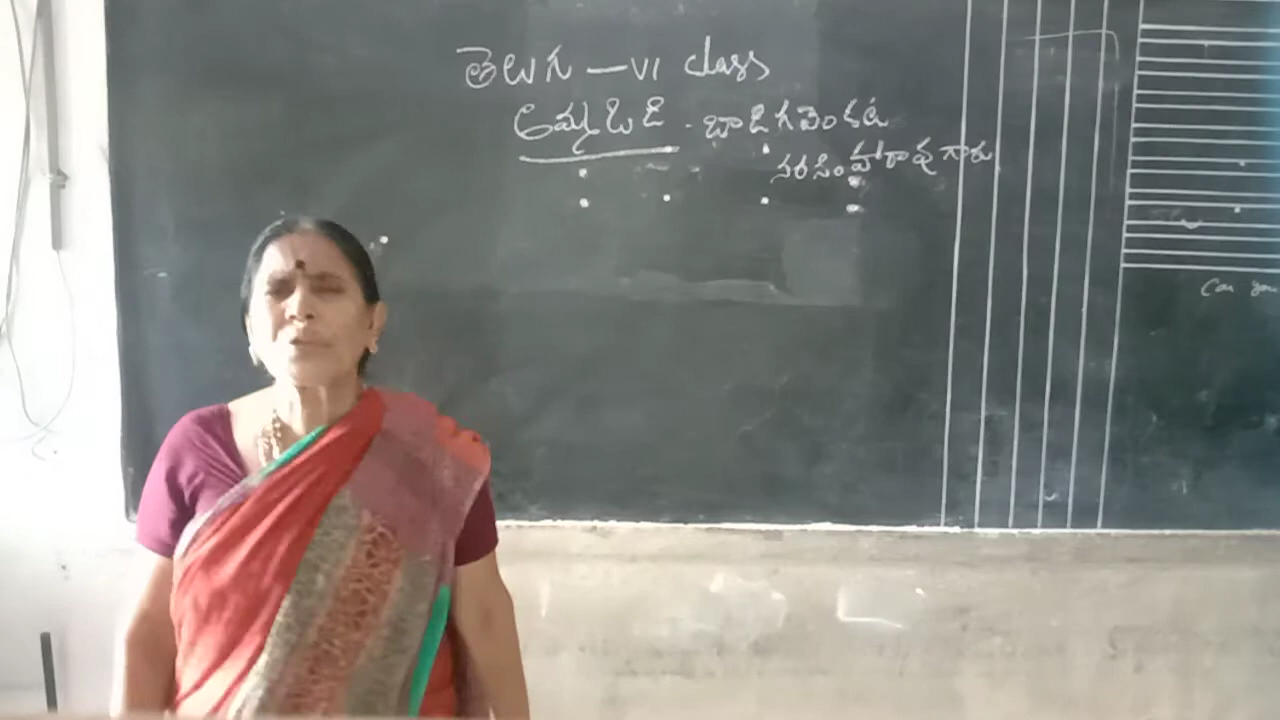 తెలుగు – VI class
అమ్మ ఒడి - బాడిగ వెంకట
నరసింహారావు గారు
Can you